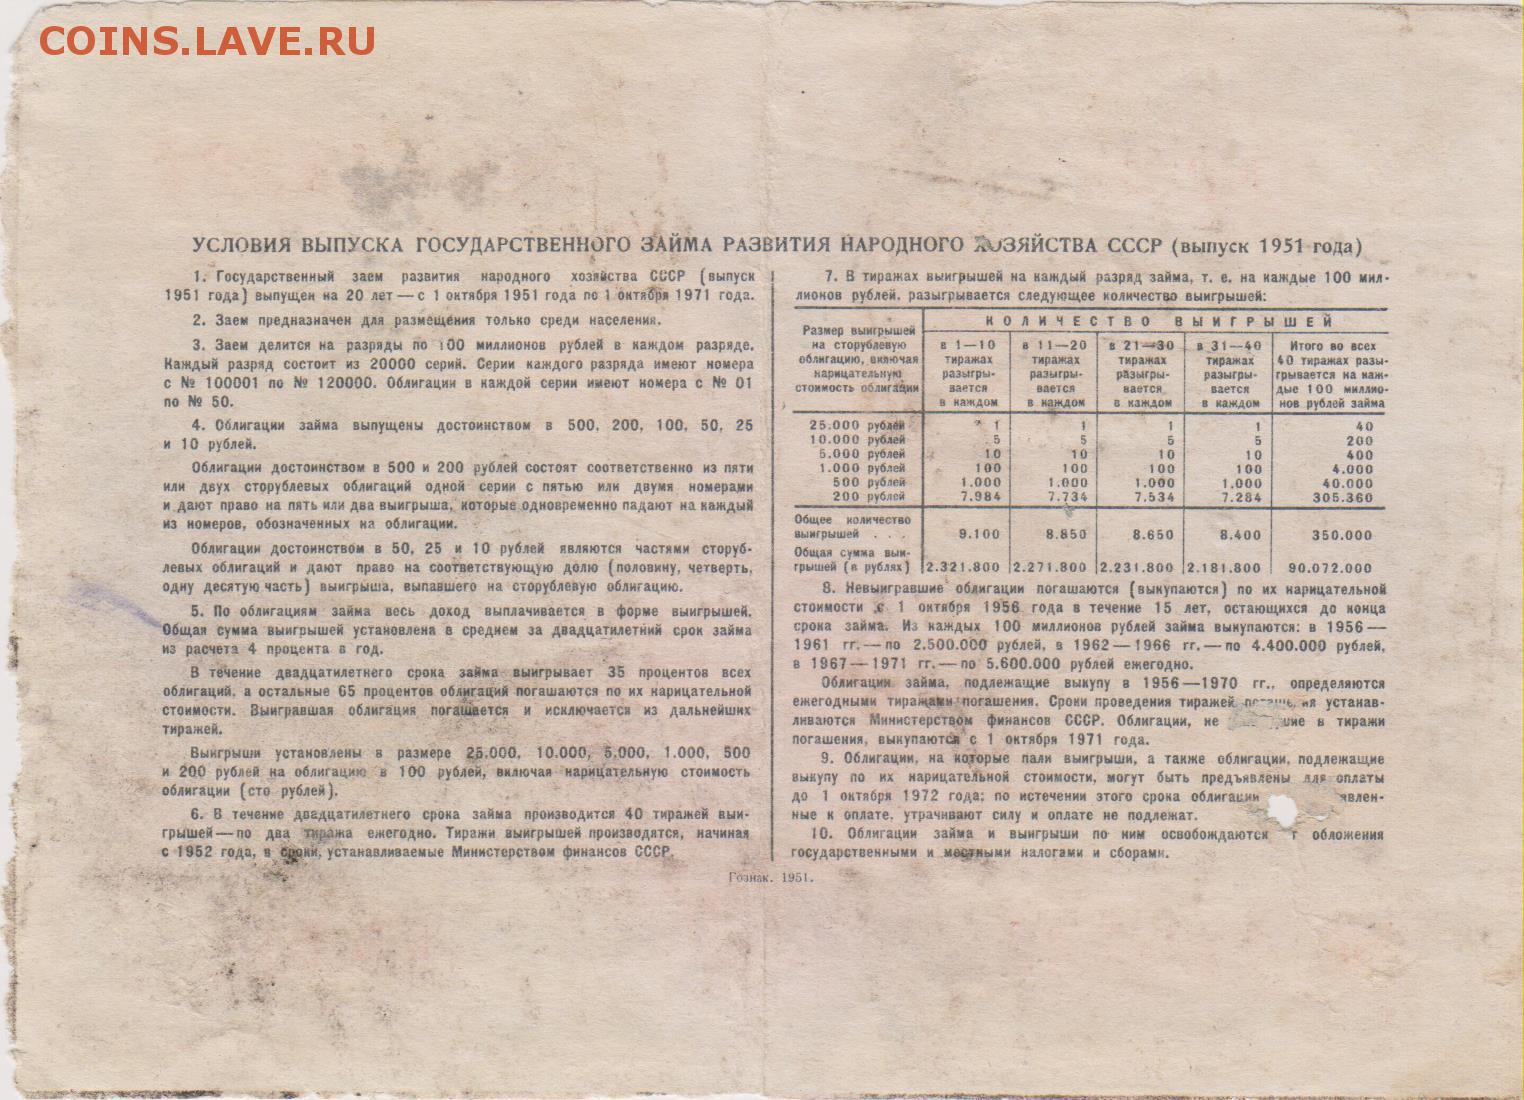 COINS.LAVE.RU
УСЛОВИЯ ВЫПУСКА ГОСУДАРСТВЕННОГО ЗАЙМА РАЗВИТИЯ НАРОДНОГО ХОЗЯЙСТВА СССР (выпуск 1951 года)
1. Государственный заем развития народного хозяйства СССР (выпуск
1951 года) выпущен на 20 лет — с 1 октября 1951 года по 1 октября 1971 года.
2. Заем предназначен для размещения только среди населения.
3. Заем делится на разряды по 100 миллионов рублей в каждом разряде.
Каждый разряд состоит из 20000 серий. Серии каждого разряда имеют номера
с № 100001 по № 120000. Облигации в каждой серии имеют номера с № 01
по № 50.
4. Облигации займа выпущены достоинством в 500, 200, 100, 50, 25
и 10 рублей.
Облигации достоинством в 500 и 200 рублей состоят соответственно из пяти
или двух сторублевых облигаций одной серии с пятью или двумя номерами
и дают право на пять или два выигрыша, которые одновременно падают на каждый
из номеров, обозначенных на облигации.
Облигации достоинством в 50, 25 и 10 рублей являются частями сторуб-
левых облигаций и дают право на соответствующую долю (половину, четверть,
одну десятую часть) выигрыша, выпавшего на сторублевую облигацию.
5. По облигациям займа весь доход выплачивается в форме выигрышей.
Общая сумма выигрышей установлена в среднем за двадцатилетний срок займа
из расчета 4 процента в год.
В течение двадцатилетнего срока займа выигрывает 35 процентов всех
облигаций, а остальные 65 процентов облигаций погашаются по их нарицательной
стоимости. Выигравшая облигация погашается и исключается из дальнейших
тиражей.
Выигрыши установлены в размере 25.000, 10.000, 5.000, 1.000, 500
и 200 рублей на облигацию в 100 рублей, включая нарицательную стоимость
облигации (сто рублей).
6. В течение двадцатилетнего срока займа производится 40 тиражей выи-
грышей — по два тиража ежегодно. Тиражи выигрышей производятся, начиная
с 1952 года, в сроки, устанавливаемые Министерством финансов СССР.
7. В тиражах выигрышей на каждый разряд займа, т. е. на каждые 100 мил-
лионов рублей, разыгрывается следующее количество выигрышей:
Размер выигрышей
на сторублевую
облигацию, включая
нарицательную
стоимость облигации
КОЛИЧЕСТВО ВЫИГРЫШЕЙ
в 1—10
тиражах
разыгры-
вается
в каждом
в 11—20
тиражах
разыгры-
вается
в каждом
в 21—30
тиражах
разыгры-
вается
в каждом
в 31—40
тиражах
разыгры-
вается
в каждом
Итого во всех
40 тиражах разы-
грывается на каж-
дые 100 миллио-
нов рублей займа
25.000 рублей 1 1 1 1 40
10.000 рублей 5 5 5 5 200
5.000 рублей 10 10 10 10 400
1.000 рублей 100 100 100 100 4.000
500 рублей 1.000 1.000 1.000 1.000 40.000
200 рублей 7.984 7.734 7.534 7.284 305.360
Общее количество
выигрышей . . . 9.100 8.850 8.650 8.400 350.000
Общая сумма выи-
грышей (в рублях) 2.321.800 2.271.800 2.231.800 2.181.800 90.072.000
8. Невыигравшие облигации погашаются (выкупаются) по их нарицательной
стоимости с 1 октября 1956 года в течение 15 лет, остающихся до конца
срока займа. Из каждых 100 миллионов рублей займа выкупаются: в 1956 —
1961 гг. — по 2.500.000 рублей, в 1962 — 1966 гг. — по 4.400.000 рублей,
в 1967 — 1971 гг. — по 5.600.000 рублей ежегодно.
Облигации займа, подлежащие выкупу в 1956 — 1970 гг., определяются
ежегодными тиражами погашения. Сроки проведения тиражей устанав-
ливаются Министерством финансов СССР. Облигации, не в тиражи
погашения, выкупаются с 1 октября 1971 года.
9. Облигации, на которые пали выигрыши, а также облигации, подлежащие
выкупу по их нарицательной стоимости, могут быть предъявлены для оплаты
до 1 октября 1972 года; по истечении этого срока облигации явлен-
ные к оплате, утрачивают силу и оплате не подлежат.
10. Облигации займа и выигрыши по ним освобождаются т обложения
государственными и местными налогами и сборами.
Гознак. 1951.